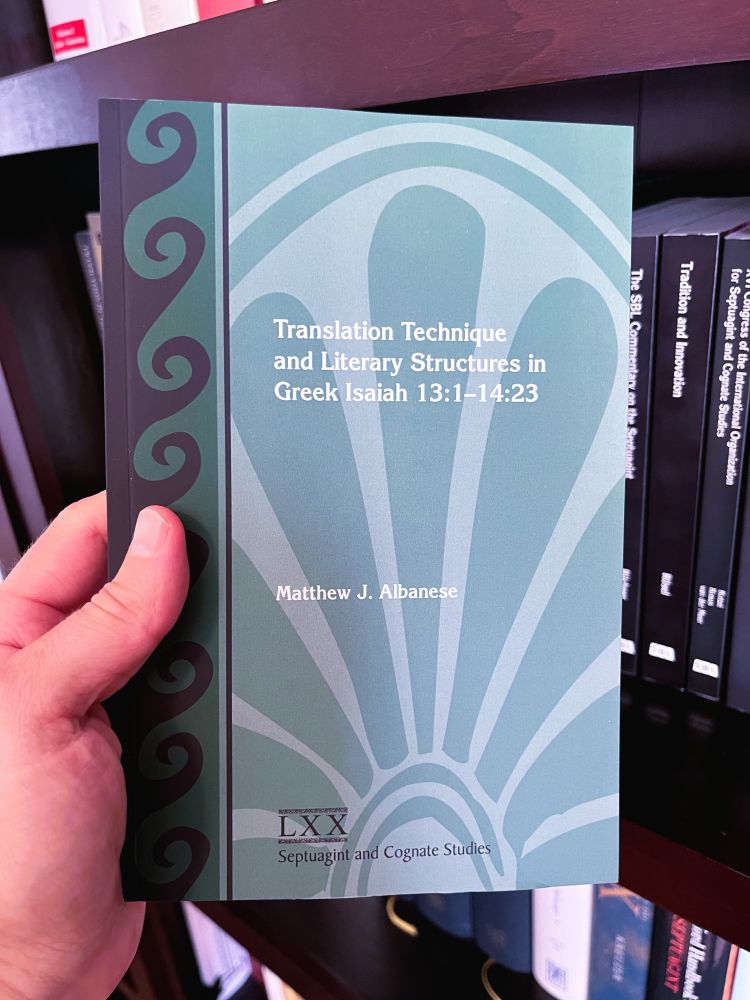 Translation Technique
and Literary Structures in
Greek Isaiah 13:1–14:23
Matthew J. Albanese
LXX
Septuagint and Cognate Studies
The SBL Commentary on the Septuagint
Tradition and Innovation
XVI Congress of the International Organization
for Septuagint and Cognate Studies
SEPTUAGINT